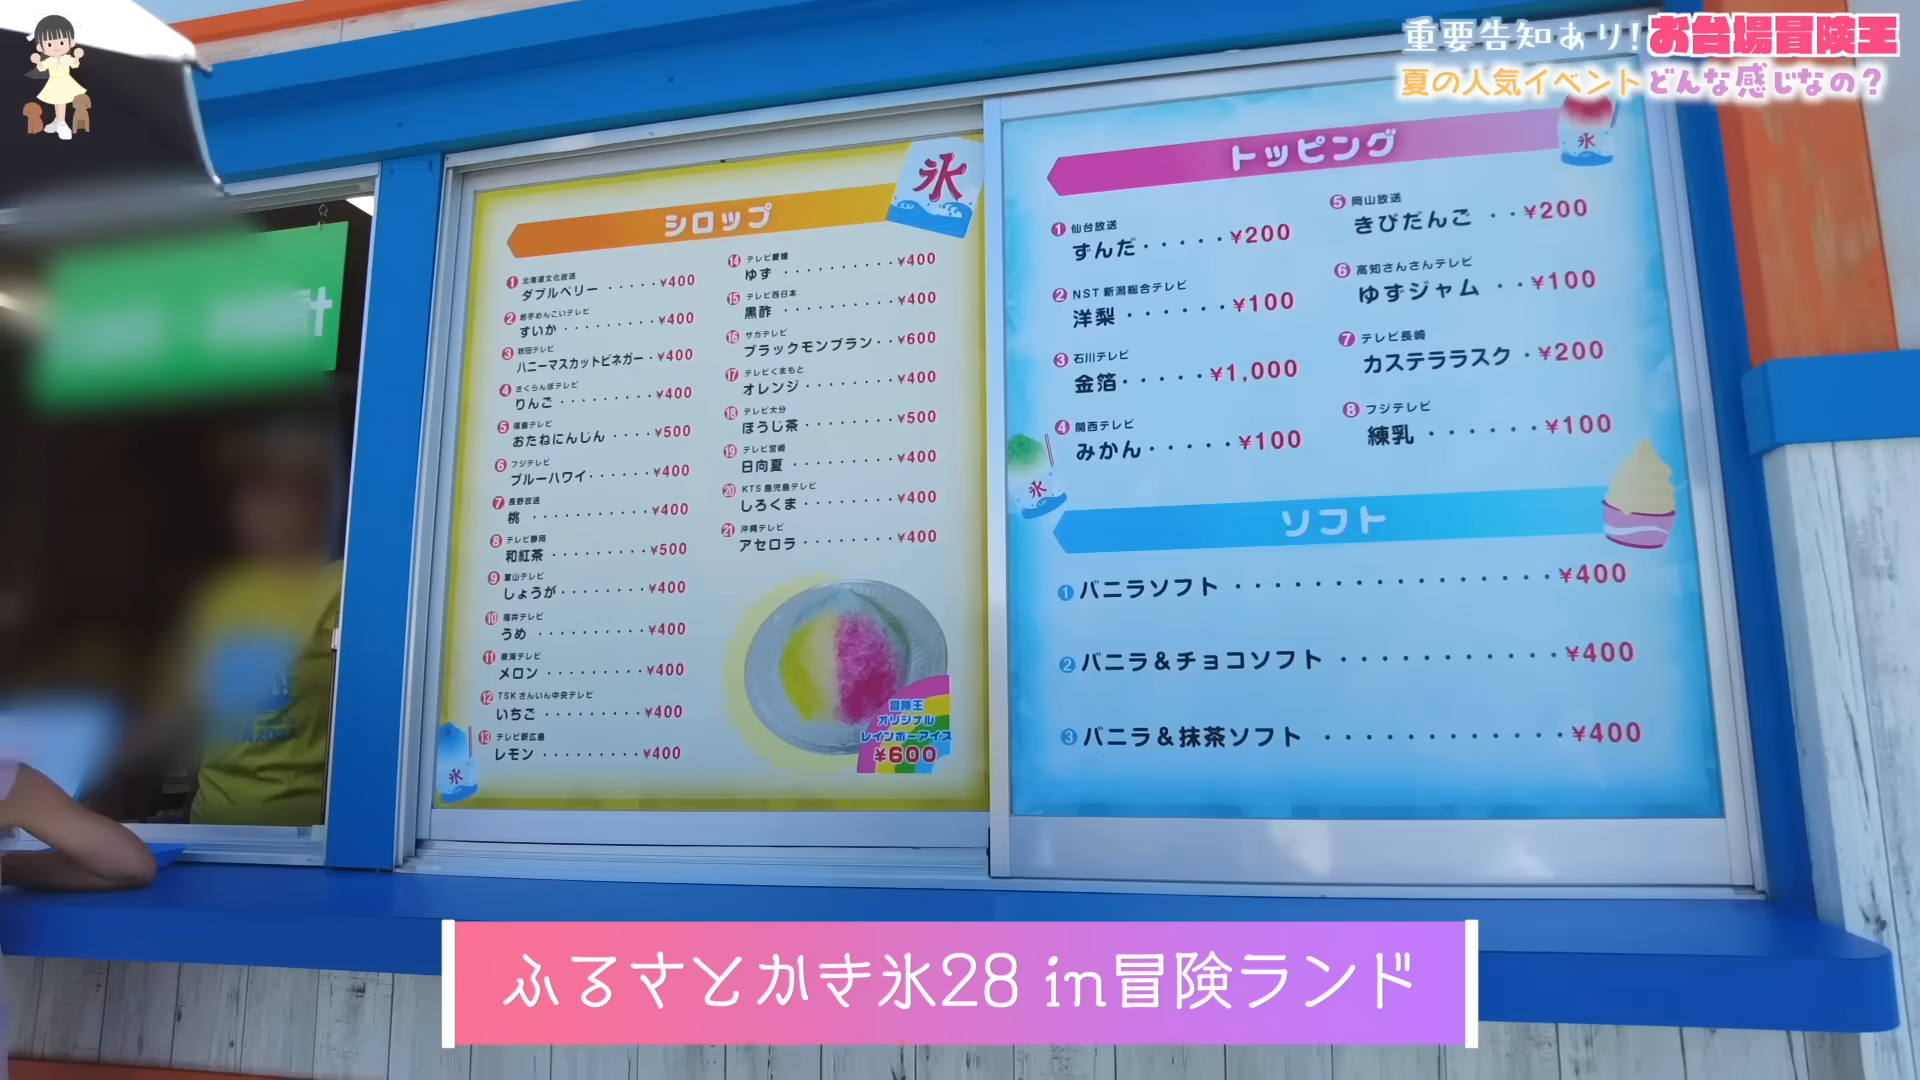 重要告知あり!お台場冒険王
夏の人気イベントどんな感じなの?
計
氷
シロップ
1 北海道文化放送
ダブルベリー ・・・・・¥400
2 岩手めんこいテレビ
すいか ・・・・・・・・・¥400
3 秋田テレビ
ハニーマスカットビネガー・¥400
4 さくらんぼテレビ
りんご ・・・・・・・・・¥400
5 福島テレビ
おたねにんじん ・・・・¥500
6 フジテレビ
ブルーハワイ・・・・・・¥400
7 長野放送
桃 ・・・・・・・・・・・¥400
8 テレビ静岡
和紅茶 ・・・・・・・・・¥500
9 富山テレビ
しょうが・・・・・・・・¥400
10 福井テレビ
うめ ・・・・・・・・・・¥400
11 東海テレビ
メロン ・・・・・・・・・¥400
12 TSKさんいん中央テレビ
いちご ・・・・・・・・・¥400
13 テレビ新広島
レモン ・・・・・・・・・¥400
14 テレビ愛媛
ゆず ・・・・・・・・・・¥400
15 テレビ西日本
黒酢 ・・・・・・・・・・¥400
16 サガテレビ
ブラックモンブラン・・¥600
17 テレビくまもと
オレンジ・・・・・・・・¥400
18 テレビ大分
ほうじ茶・・・・・・・・¥500
19 テレビ宮崎
日向夏 ・・・・・・・・・¥400
20 KTS鹿児島テレビ
しろくま・・・・・・・・¥400
21 沖縄テレビ
アセロラ・・・・・・・・¥400
冒険王
オリジナル
レインボーアイス
¥600
氷
トッピング
氷
1 仙台放送
ずんだ・・・・・¥200
2 NST新潟総合テレビ
洋梨 ・・・・・・¥100
3 石川テレビ
金箔・・・・・¥1,000
4 関西テレビ
みかん・・・・・¥100
5 岡山放送
きびだんご ・・¥200
6 高知さんさんテレビ
ゆずジャム ・・¥100
7 テレビ長崎
カステララスク ・¥200
8 フジテレビ
練乳 ・・・・・・¥100
氷
ソフト
1 バニラソフト ・・・・・・・・・・・・・・・・¥400
2 バニラ&チョコソフト ・・・・・・・・・・・¥400
3 バニラ&抹茶ソフト ・・・・・・・・・・・・¥400
ふるさとかき氷28 in冒険ランド